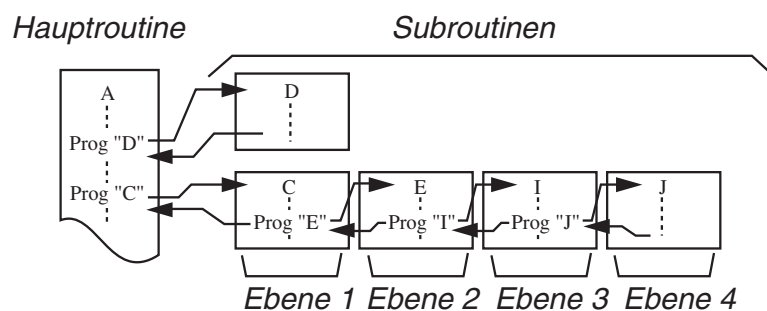 Hauptroutine Subroutinen
A D
Prog "D"
Prog "C" C E I J
Prog "E" Prog "I" Prog "J"
Ebene 1 Ebene 2 Ebene 3 Ebene 4